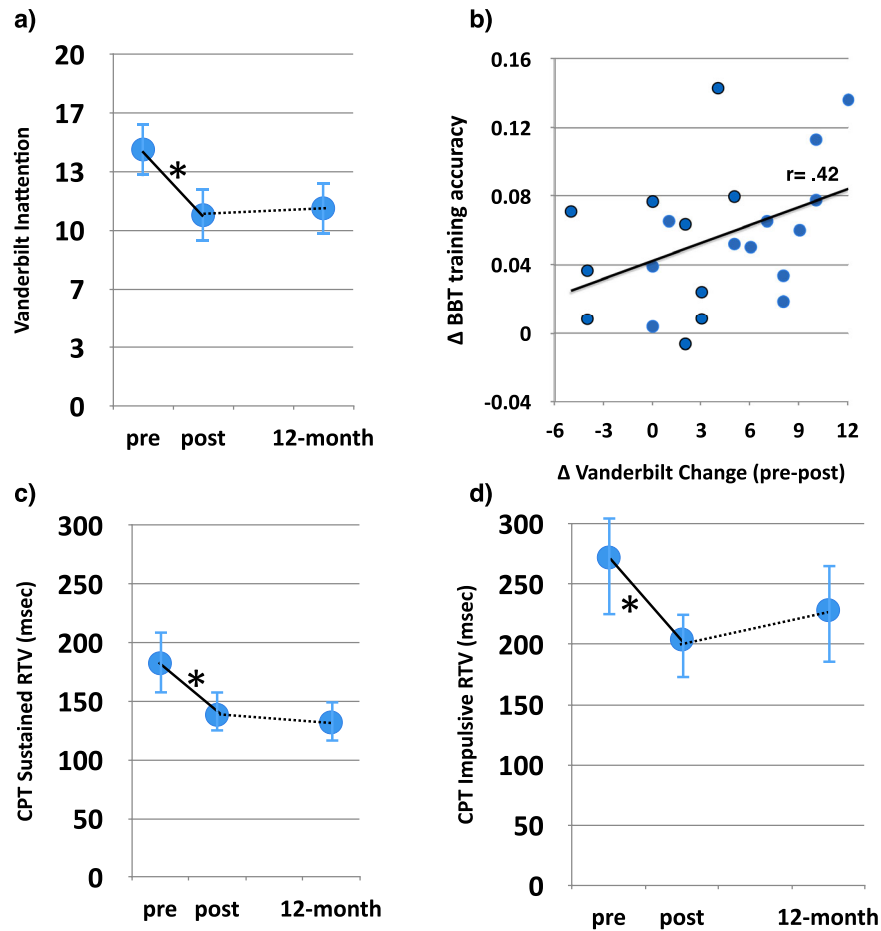 a)
Vanderbilt Inattention
20
17
13
10
7
3
0
*
pre post 12-month
b)
Δ BBT training accuracy
0.16
0.12
0.08
0.04
0
-0.04
r= .42
-6 -3 0 3 6 9 12
Δ Vanderbilt Change (pre-post)
c)
CPT Sustained RTV (msec)
300
250
200
150
100
50
0
*
pre post 12-month
d)
CPT Impulsive RTV (msec)
300
250
200
150
100
50
0
*
pre post 12-month